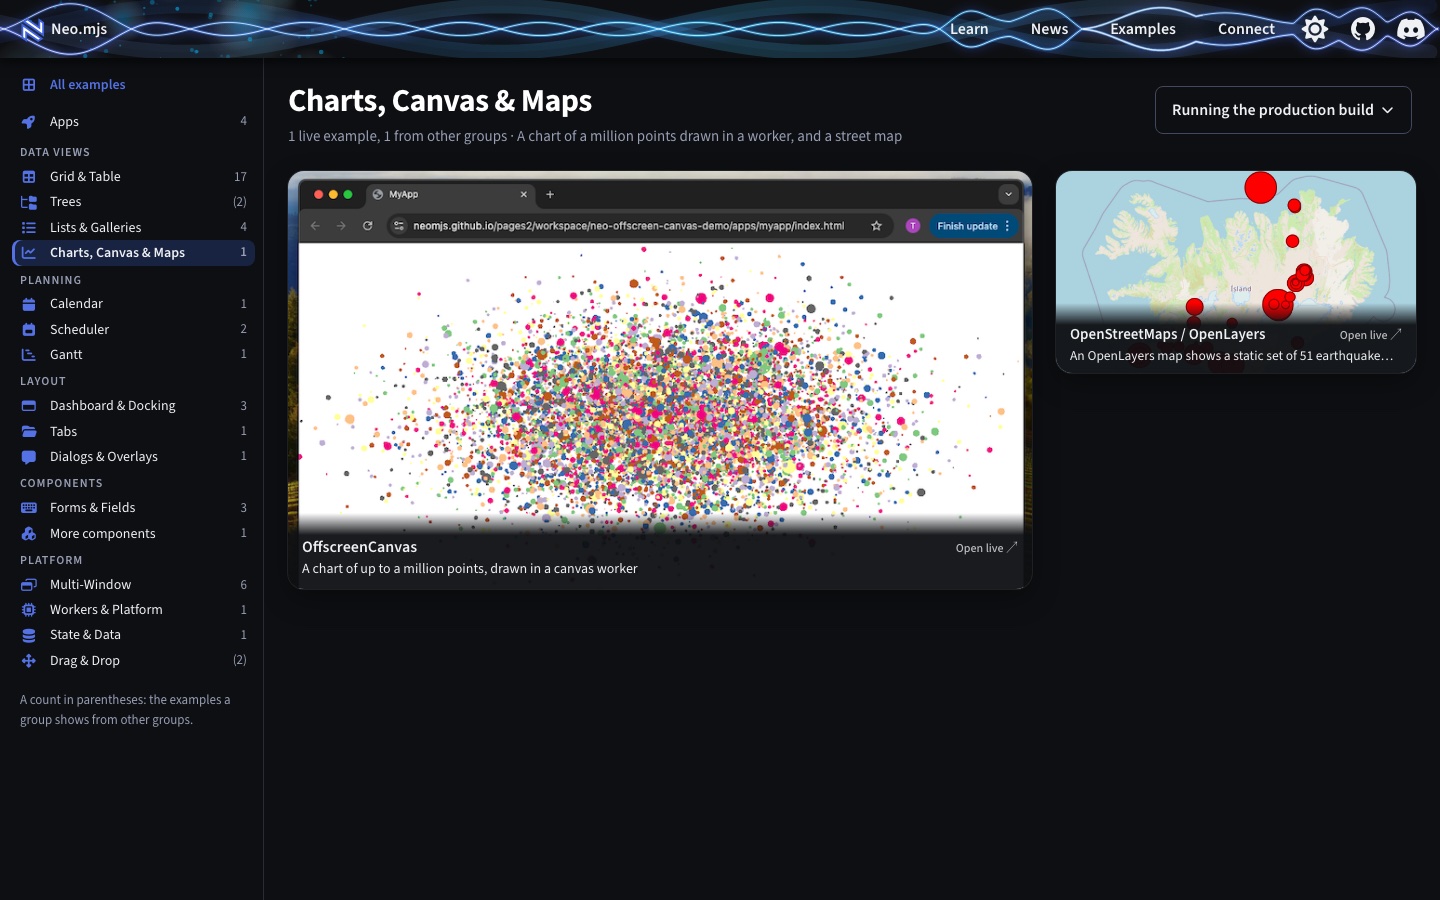 Neo.mjs
Learn
News
Examples
Connect
All examples
Apps 4
DATA VIEWS
Grid & Table 17
Trees (2)
Lists & Galleries 4
Charts, Canvas & Maps 1
PLANNING
Calendar 1
Scheduler 2
Gantt 1
LAYOUT
Dashboard & Docking 3
Tabs 1
Dialogs & Overlays 1
COMPONENTS
Forms & Fields 3
More components 1
PLATFORM
Multi-Window 6
Workers & Platform 1
State & Data 1
Drag & Drop (2)
A count in parentheses: the examples a
group shows from other groups.
Charts, Canvas & Maps
1 live example, 1 from other groups · A chart of a million points drawn in a worker, and a street map
Running the production build
MyApp
neomjs.github.io/pages2/workspace/neo-offscreen-canvas-demo/apps/myapp/index.html
T
Finish update
OffscreenCanvas
Open live ↗
A chart of up to a million points, drawn in a canvas worker
Ísland
OpenStreetMaps / OpenLayers
Open live ↗
An OpenLayers map shows a static set of 51 earthquake…